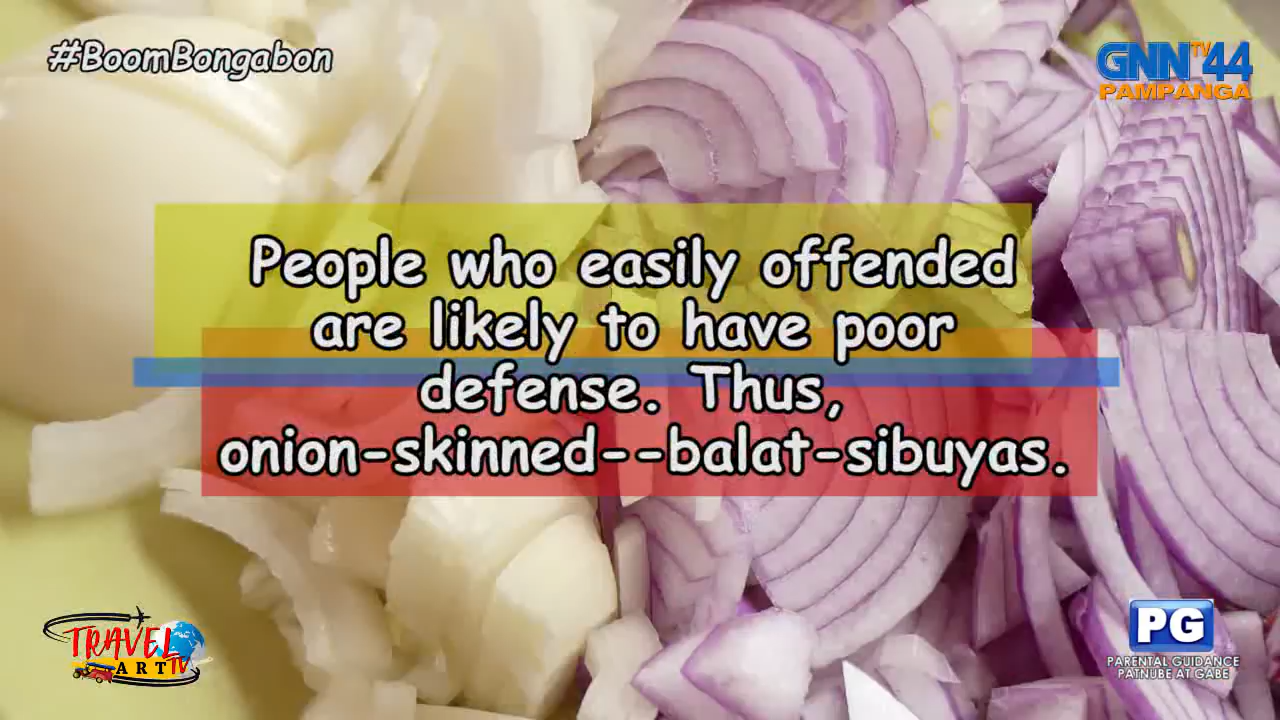 #BoomBongabon
GNN TV 44
PAMPANGA
People who easily offended
are likely to have poor
defense. Thus,
onion-skinned--balat-sibuyas.
TRAVEL
ART TV
PG
PARENTAL GUIDANCE
PATNUBE AT GABE